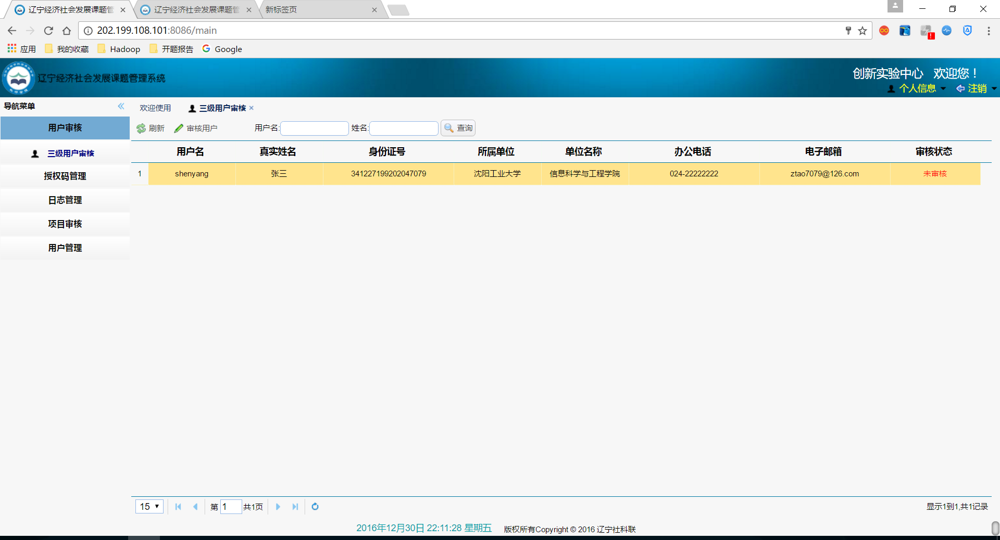 辽宁经济社会发展课题管
辽宁经济社会发展课题管
新标签页
202.199.108.101:8086/main
应用
我的收藏
Hadoop
开题报告
Google
辽宁经济社会发展课题管理系统
创新实验中心 欢迎您！
个人信息
注销
导航菜单
用户审核
三级用户审核
授权码管理
日志管理
项目审核
用户管理
欢迎使用
三级用户审核
刷新
审核用户
用户名:
姓名:
查询
用户名 真实姓名 身份证号 所属单位 单位名称 办公电话 电子邮箱 审核状态
1 shenyang 张三 341227199202047079 沈阳工业大学 信息科学与工程学院 024-22222222 ztao7079@126.com 未审核
15 第 1 共1页
显示1到1,共1记录
2016年12月30日 22:11:28 星期五
版权所有Copyright © 2016 辽宁社科联